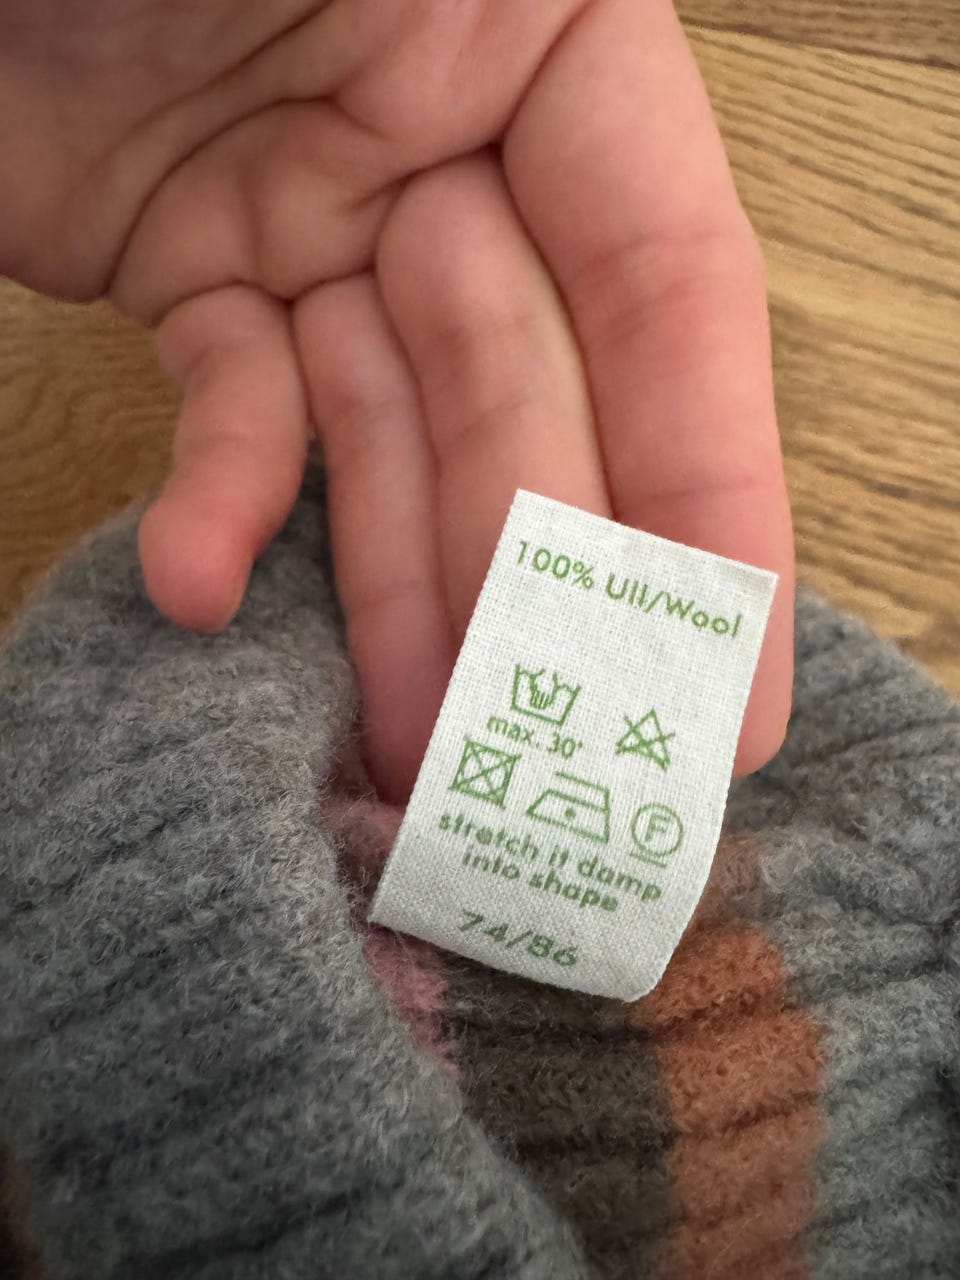 100% Ull/Wool
max. 30°
F
stretch it damp
into shape
74/86